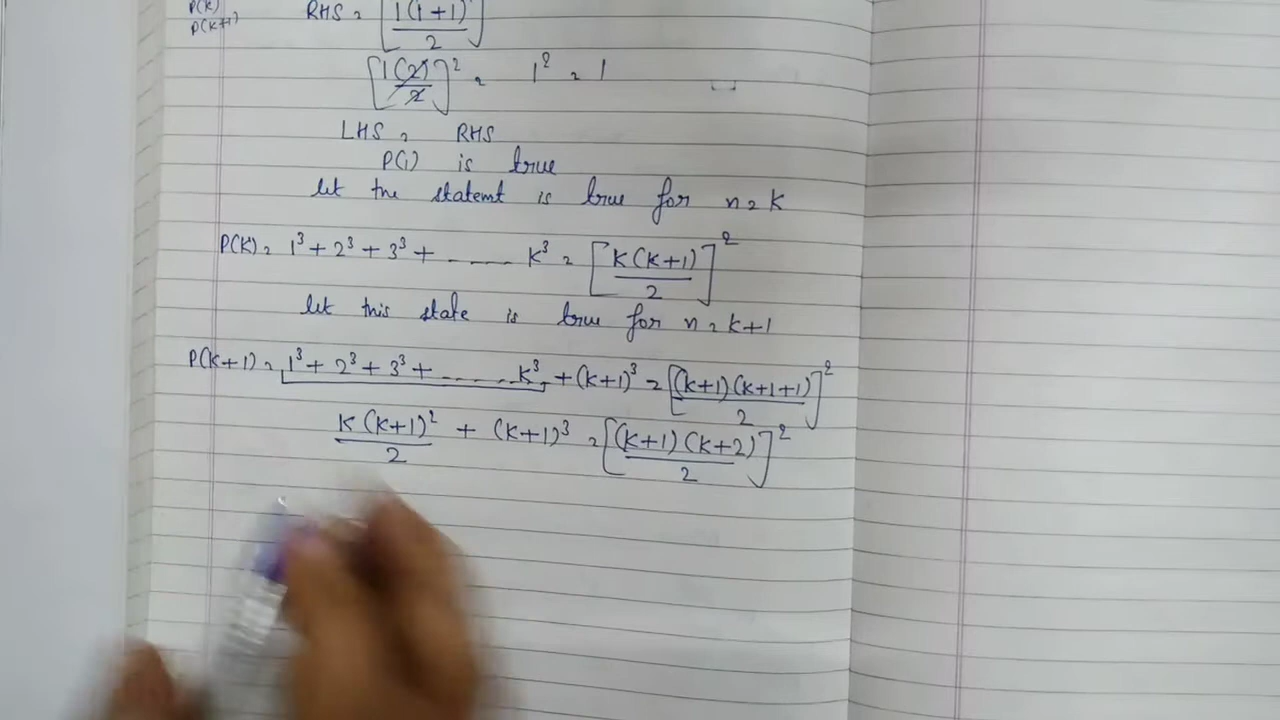 P(K)
P(K+1)
RHS = [1(1+1)/2]
[1(2)/2]² = 1² = 1
LHS = RHS
P(1) is true
let the statemt is true for n = K
P(K) = 1³ + 2³ + 3³ + ------ K³ = [K(K+1)/2]²
let this state is true for n = K+1
P(K+1) = 1³ + 2³ + 3³ + ------ K³ + (K+1)³ = [(K+1)(K+1+1)/2]²
K(K+1)²/2 + (K+1)³ = [(K+1)(K+2)/2]²